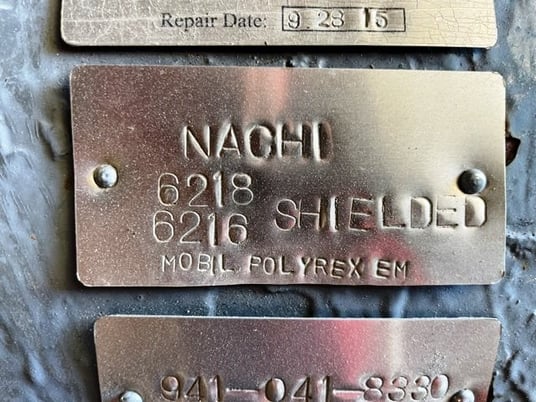 Repair Date: 9 28 15
NACHI
6218
6216 SHIELDED
MOBIL POLYREX EM
941-041-8330